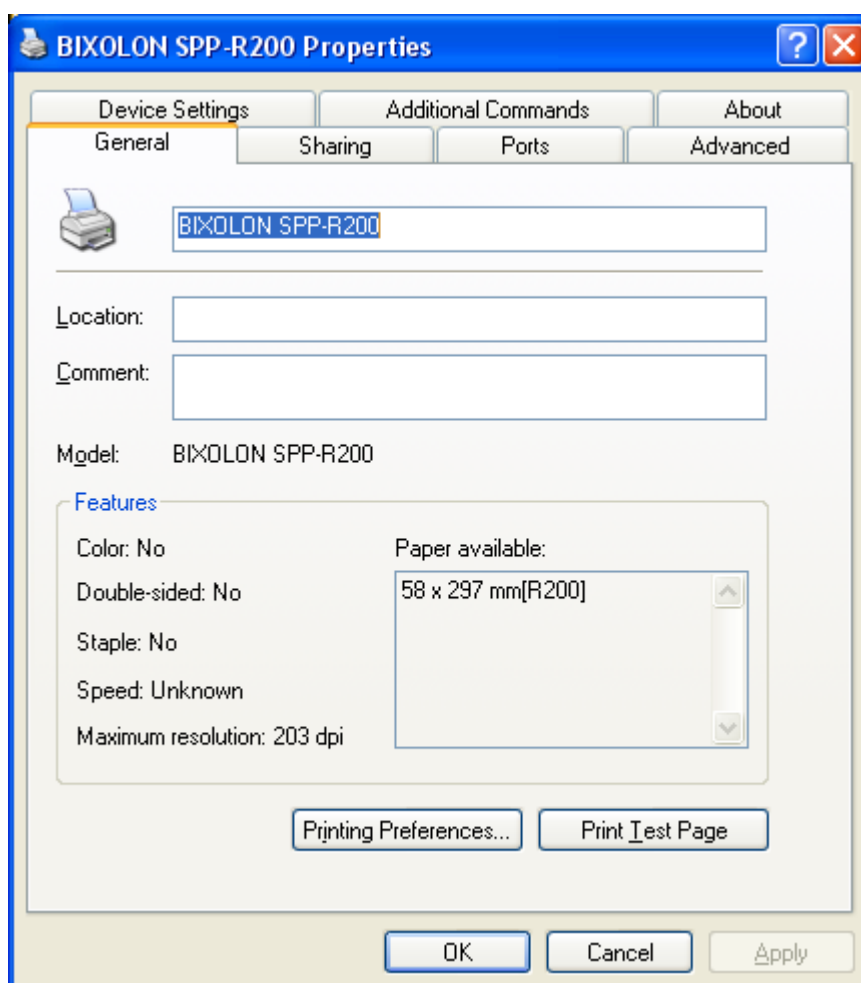 BIXOLON SPP-R200 Properties
Device Settings Additional Commands About
General Sharing Ports Advanced
BIXOLON SPP-R200
Location:
Comment:
Model: BIXOLON SPP-R200
Features
Color: No Paper available:
Double-sided: No 58 x 297 mm[R200]
Staple: No
Speed: Unknown
Maximum resolution: 203 dpi
Printing Preferences... Print Test Page
OK Cancel Apply